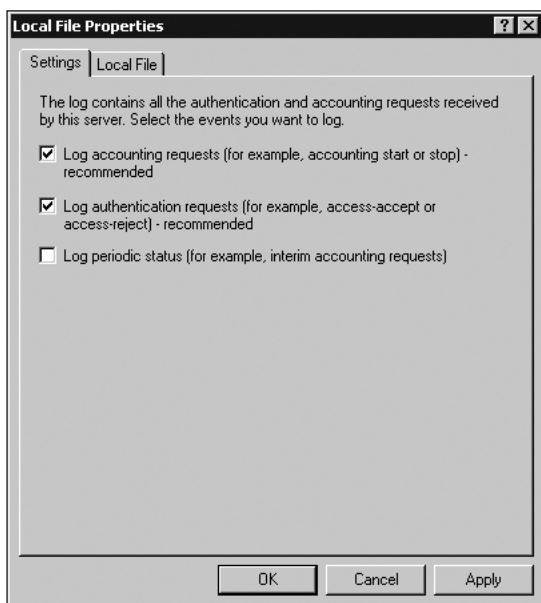 Local File Properties
Settings
Local File
The log contains all the authentication and accounting requests received
by this server. Select the events you want to log.
Log accounting requests (for example, accounting start or stop) -
recommended
Log authentication requests (for example, access-accept or
access-reject) - recommended
Log periodic status (for example, interim accounting requests)
OK
Cancel
Apply